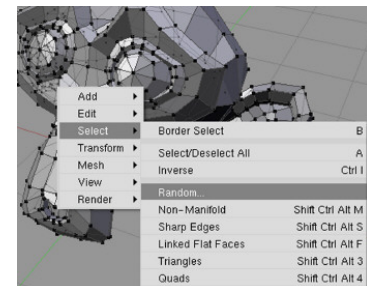 Add
Edit
Select
Transform
Mesh
View
Render
Border Select B
Select/Deselect All A
Inverse Ctrl I
Random...
Non-Manifold Shift Ctrl Alt M
Sharp Edges Shift Ctrl Alt S
Linked Flat Faces Shift Ctrl Alt F
Triangles Shift Ctrl Alt 3
Quads Shift Ctrl Alt 4